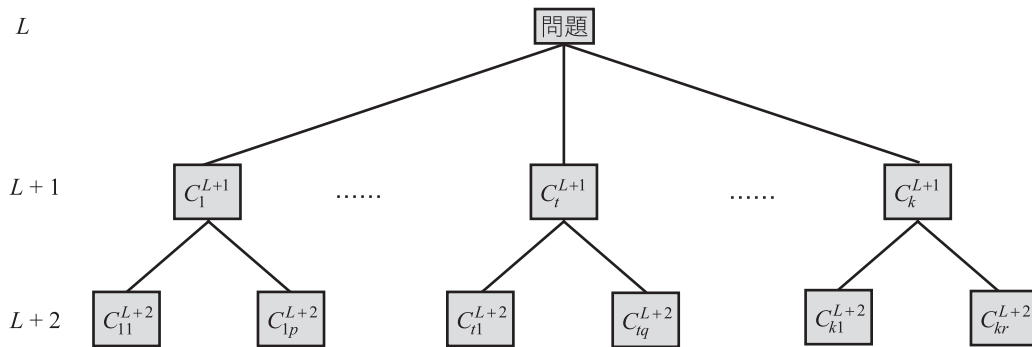 L 問題
L + 1 C_1^{L+1} ...... C_t^{L+1} ...... C_k^{L+1}
L + 2 C_{11}^{L+2} C_{1p}^{L+2} C_{t1}^{L+2} C_{tq}^{L+2} C_{k1}^{L+2} C_{kr}^{L+2}